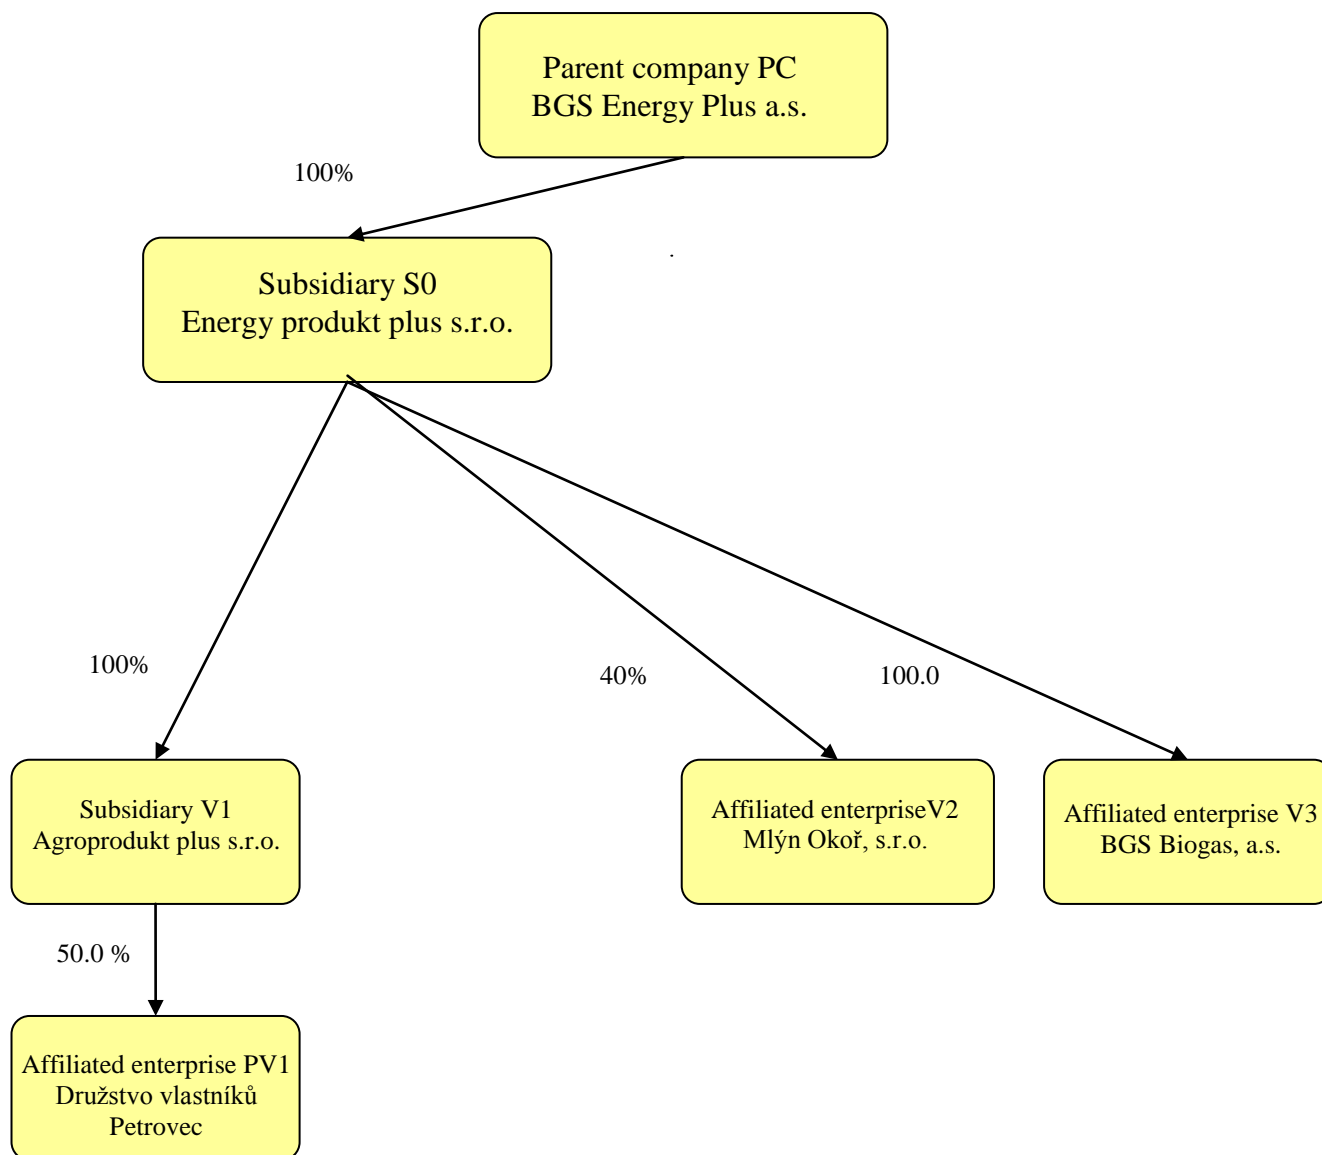 Parent company PC
BGS Energy Plus a.s.
100%
Subsidiary S0
Energy produkt plus s.r.o.
100%
40%
100.0
Subsidiary V1
Agroprodukt plus s.r.o.
Affiliated enterpriseV2
Mlýn Okoř, s.r.o.
Affiliated enterprise V3
BGS Biogas, a.s.
50.0 %
Affiliated enterprise PV1
Družstvo vlastníků
Petrovec